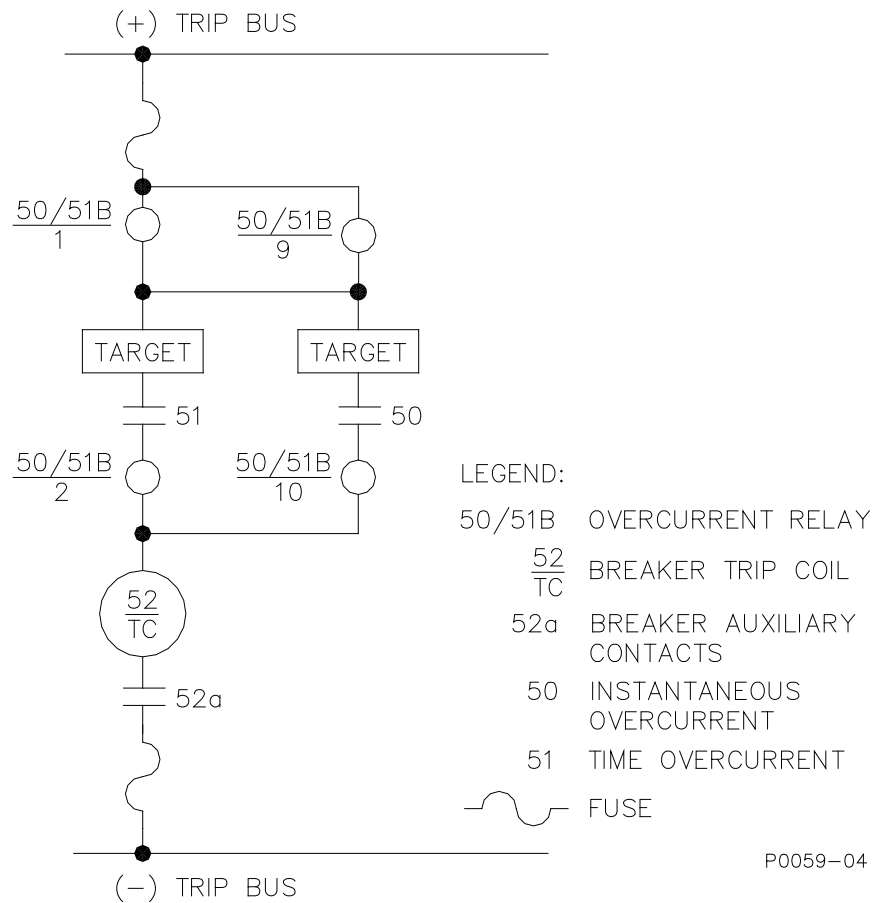 (+) TRIP BUS
50/51B
1
50/51B
9
TARGET
TARGET
51
50
50/51B
2
50/51B
10
52
TC
52a
(-) TRIP BUS
LEGEND:
50/51B OVERCURRENT RELAY
52
TC
BREAKER TRIP COIL
52a BREAKER AUXILIARY
CONTACTS
50 INSTANTANEOUS
OVERCURRENT
51 TIME OVERCURRENT
FUSE
P0059-04